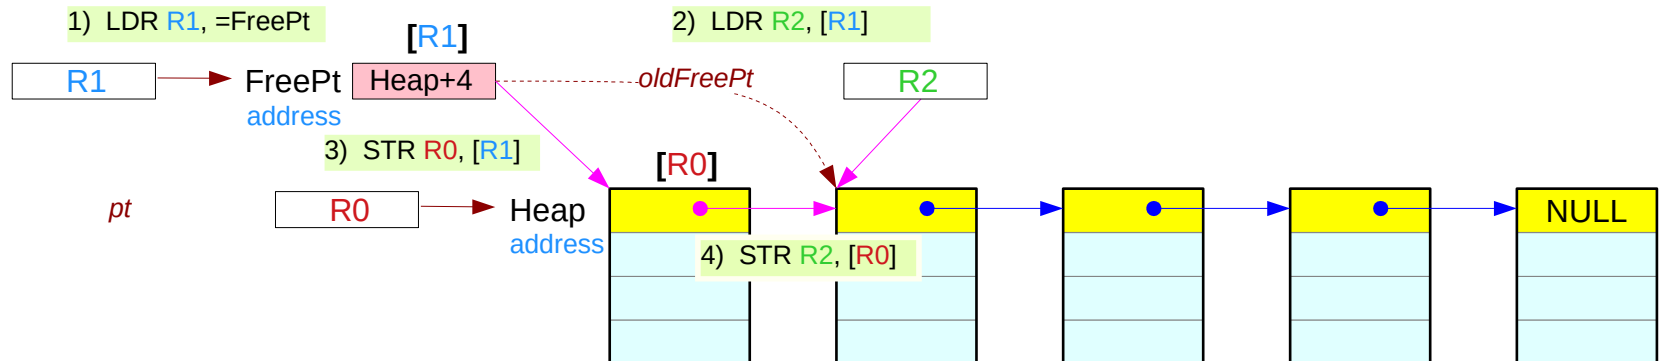 1) LDR R1, =FreePt
2) LDR R2, [R1]
[R1]
R1
FreePt
Heap+4
oldFreePt
R2
address
3) STR R0, [R1]
[R0]
pt
R0
Heap
NULL
address
4) STR R2, [R0]